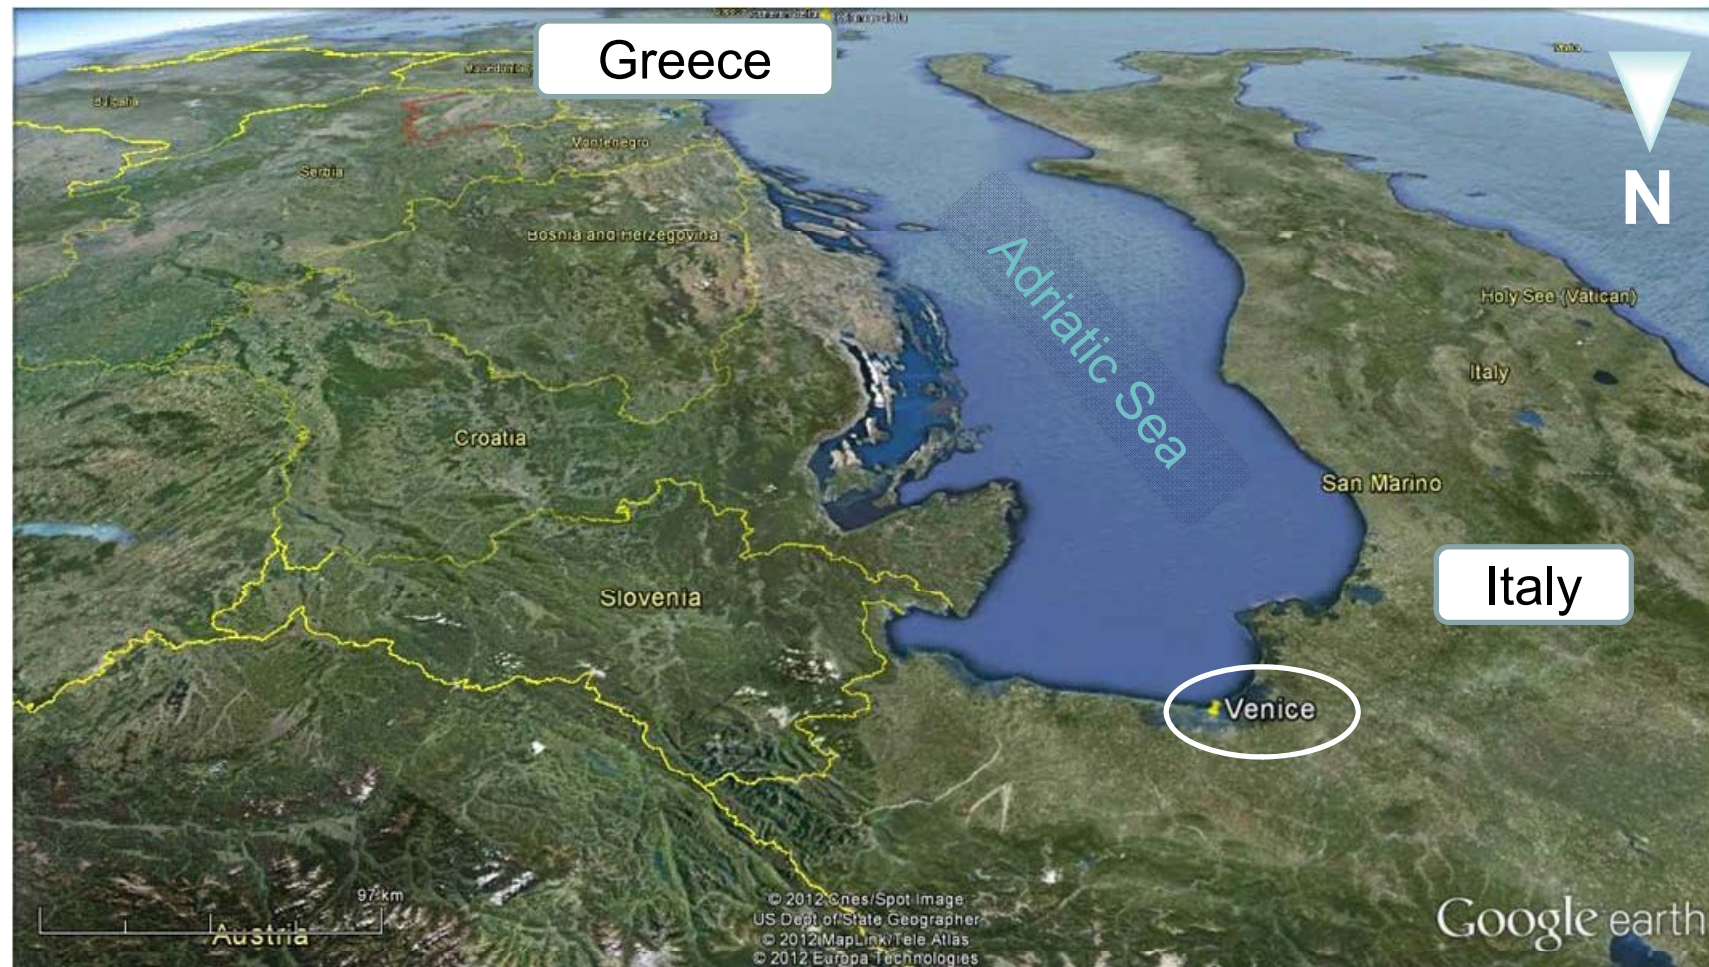 Greece
Malta
N
Bulgaria
Macedonia
Montenegro
Serbia
Bosnia and Herzegovina
Adriatic Sea
Holy See (Vatican)
Italy
Croatia
San Marino
Italy
Slovenia
Venice
97 km
Austria
© 2012 Cnes/Spot Image
US Dept of State Geographer
© 2012 MapLink/Tele Atlas
© 2012 Europa Technologies
Google earth